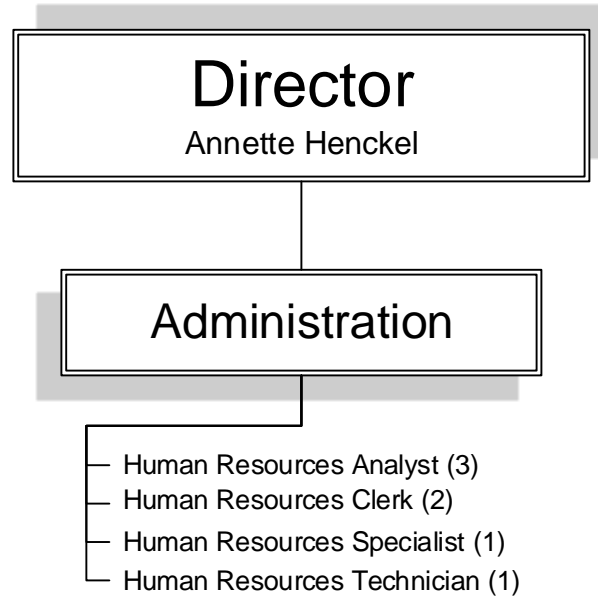 Director
Annette Henckel
Administration
Human Resources Analyst (3)
Human Resources Clerk (2)
Human Resources Specialist (1)
Human Resources Technician (1)